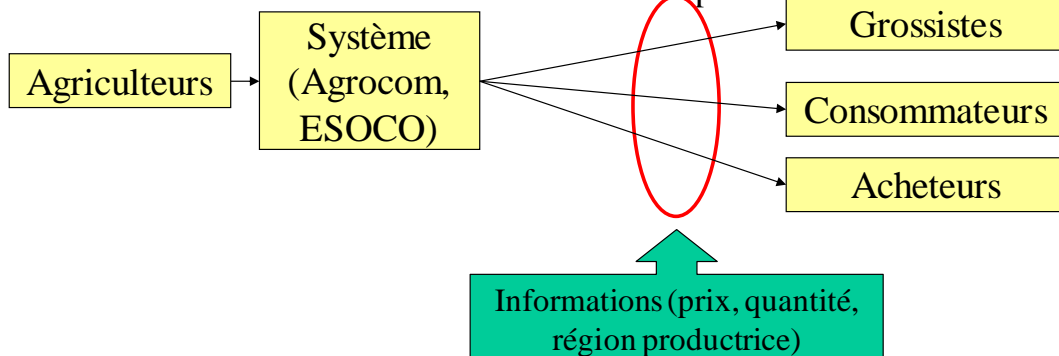 Agriculteurs
Système
(Agrocom,
ESOCO)
Grossistes
Consommateurs
Acheteurs
Informations (prix, quantité,
région productrice)